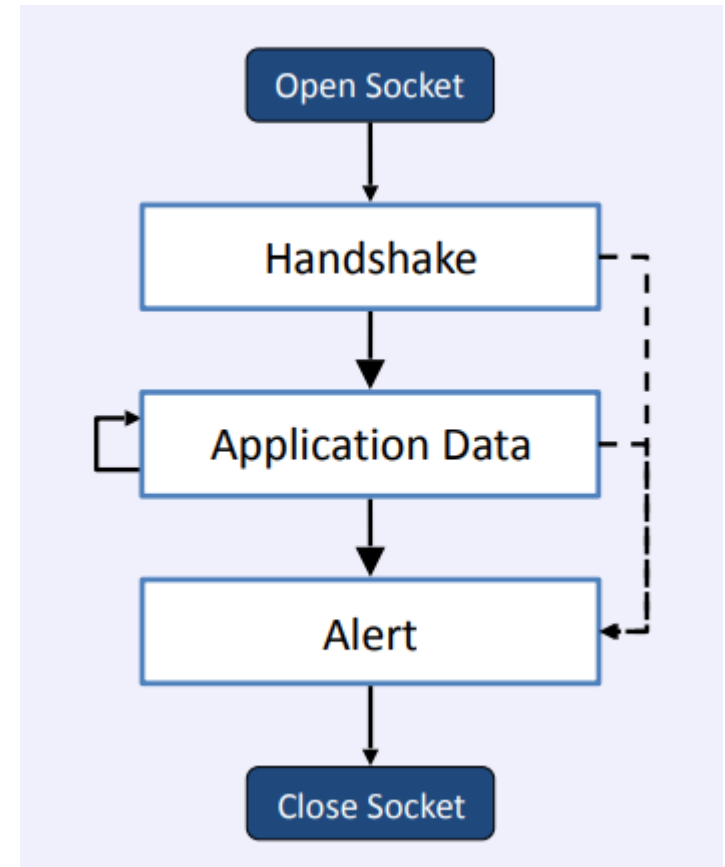 Open Socket
Handshake
Application Data
Alert
Close Socket